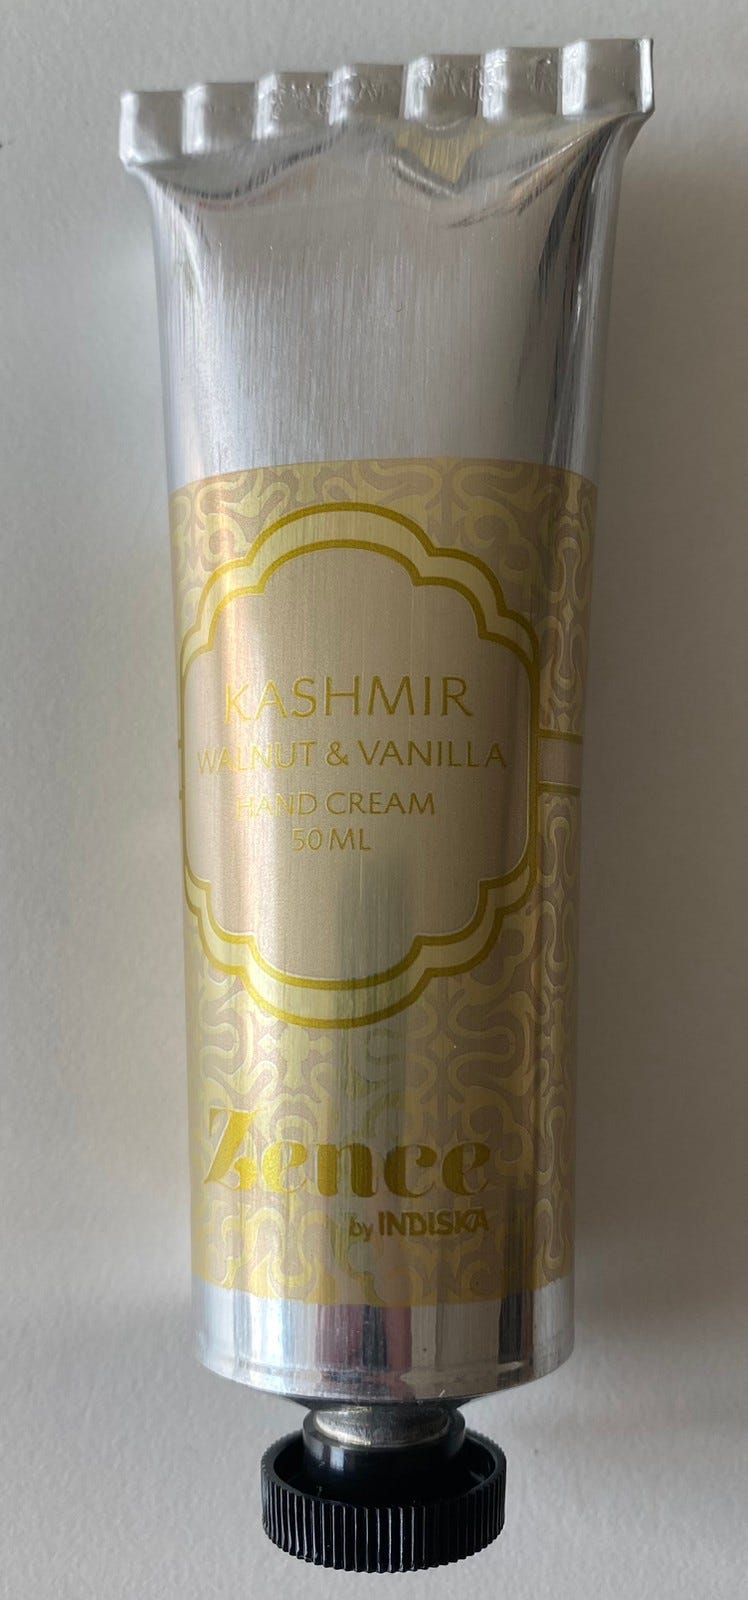 KASHMIR
WALNUT & VANILLA
HAND CREAM
50 ML
Zence
by INDISKA